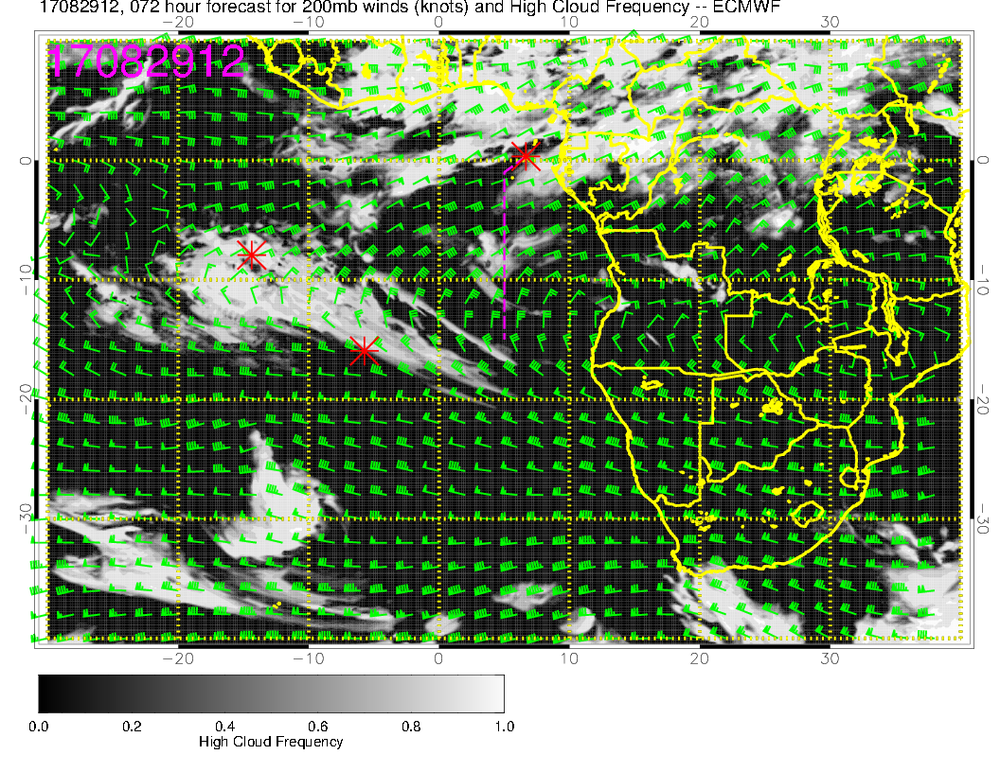 17082912, 072 hour forecast for 200mb winds (knots) and High Cloud Frequency -- ECMWF
−20 −10 0 10 20 30
17082912
0 0
−10 −10
−20 −20
−30 −30
−20 −10 0 10 20 30
0.0 0.2 0.4 0.6 0.8 1.0
High Cloud Frequency